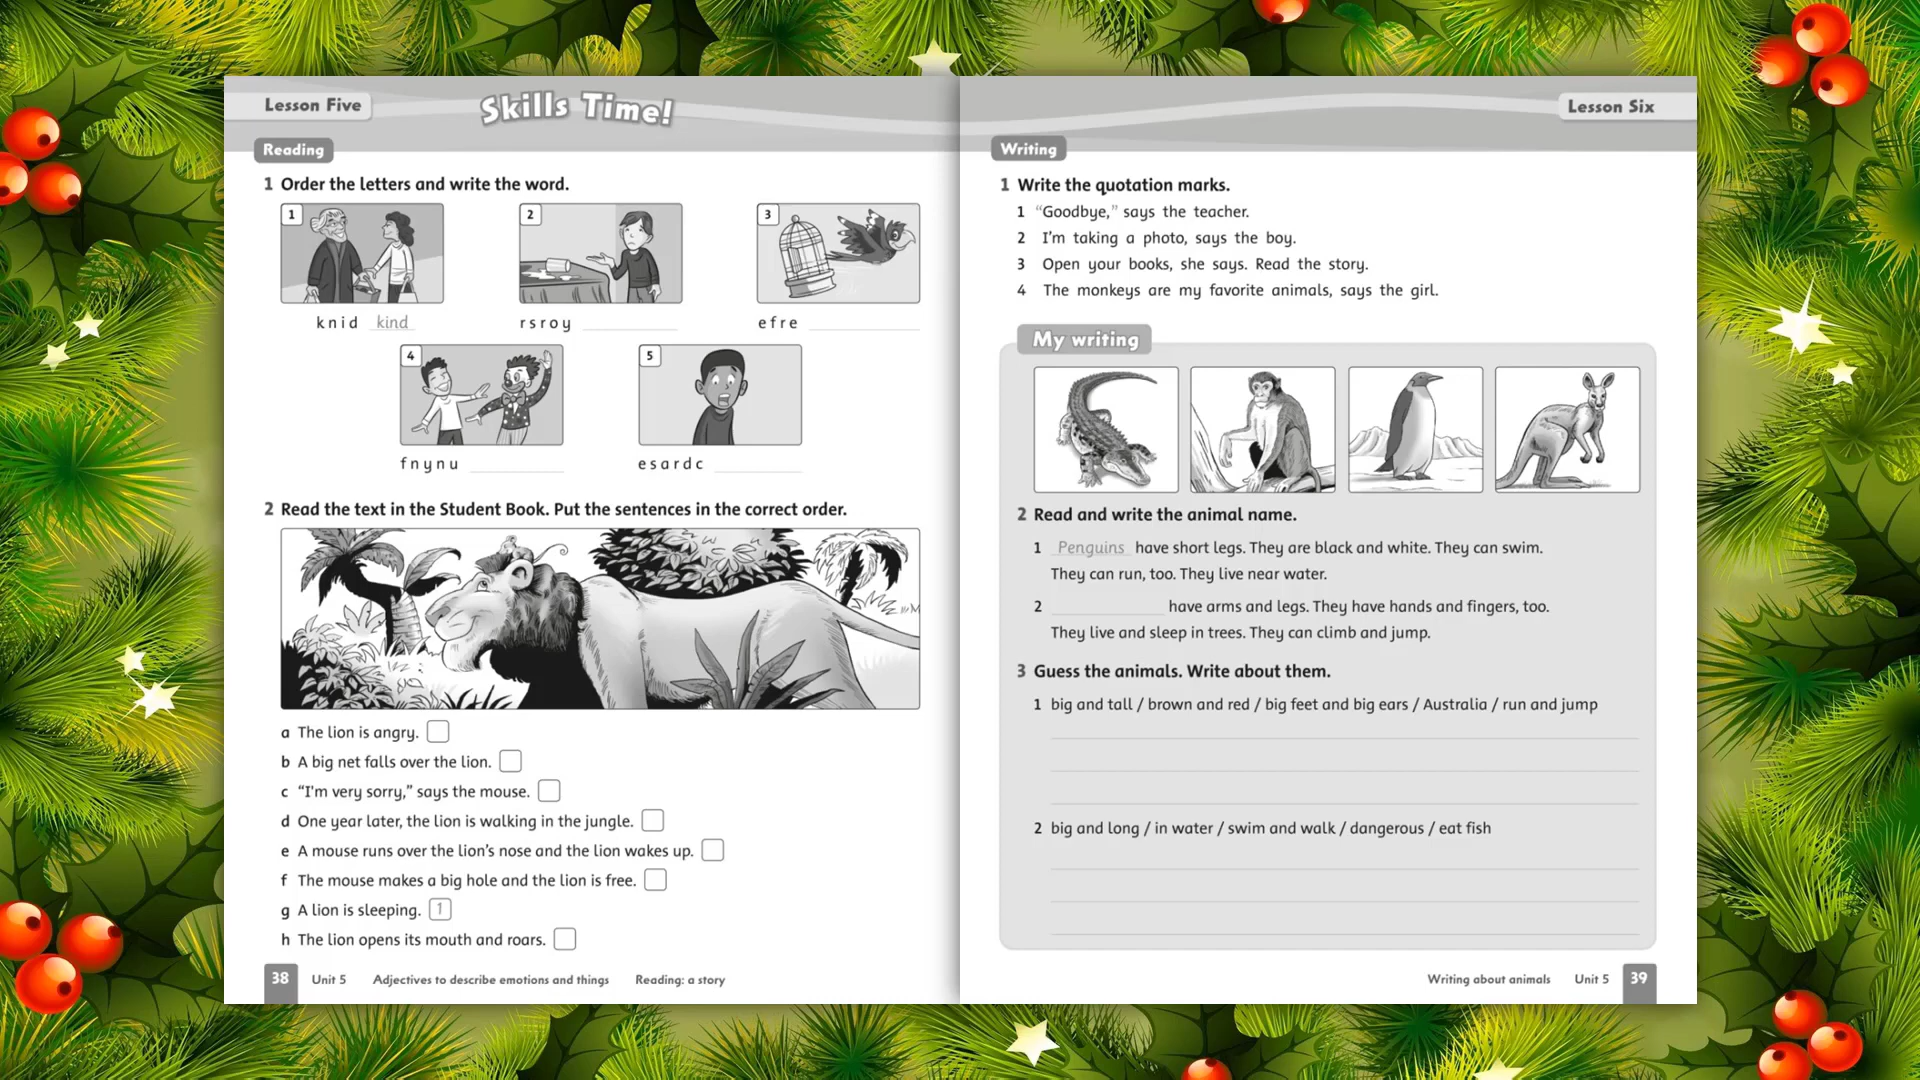 Lesson Five
Skills Time!
Reading
1 Order the letters and write the word.
1
2
3
k n i d kind
r s r o y
e f r e
4
5
f n y n u
e s a r d c
2 Read the text in the Student Book. Put the sentences in the correct order.
a The lion is angry.
b A big net falls over the lion.
c “I'm very sorry,” says the mouse.
d One year later, the lion is walking in the jungle.
e A mouse runs over the lion’s nose and the lion wakes up.
f The mouse makes a big hole and the lion is free.
g A lion is sleeping. 1
h The lion opens its mouth and roars.
38 Unit 5 Adjectives to describe emotions and things Reading: a story
Lesson Six
Writing
1 Write the quotation marks.
1 “Goodbye,” says the teacher.
2 I’m taking a photo, says the boy.
3 Open your books, she says. Read the story.
4 The monkeys are my favorite animals, says the girl.
My writing
2 Read and write the animal name.
1 Penguins have short legs. They are black and white. They can swim.
They can run, too. They live near water.
2 have arms and legs. They have hands and fingers, too.
They live and sleep in trees. They can climb and jump.
3 Guess the animals. Write about them.
1 big and tall / brown and red / big feet and big ears / Australia / run and jump
2 big and long / in water / swim and walk / dangerous / eat fish
Writing about animals Unit 5 39